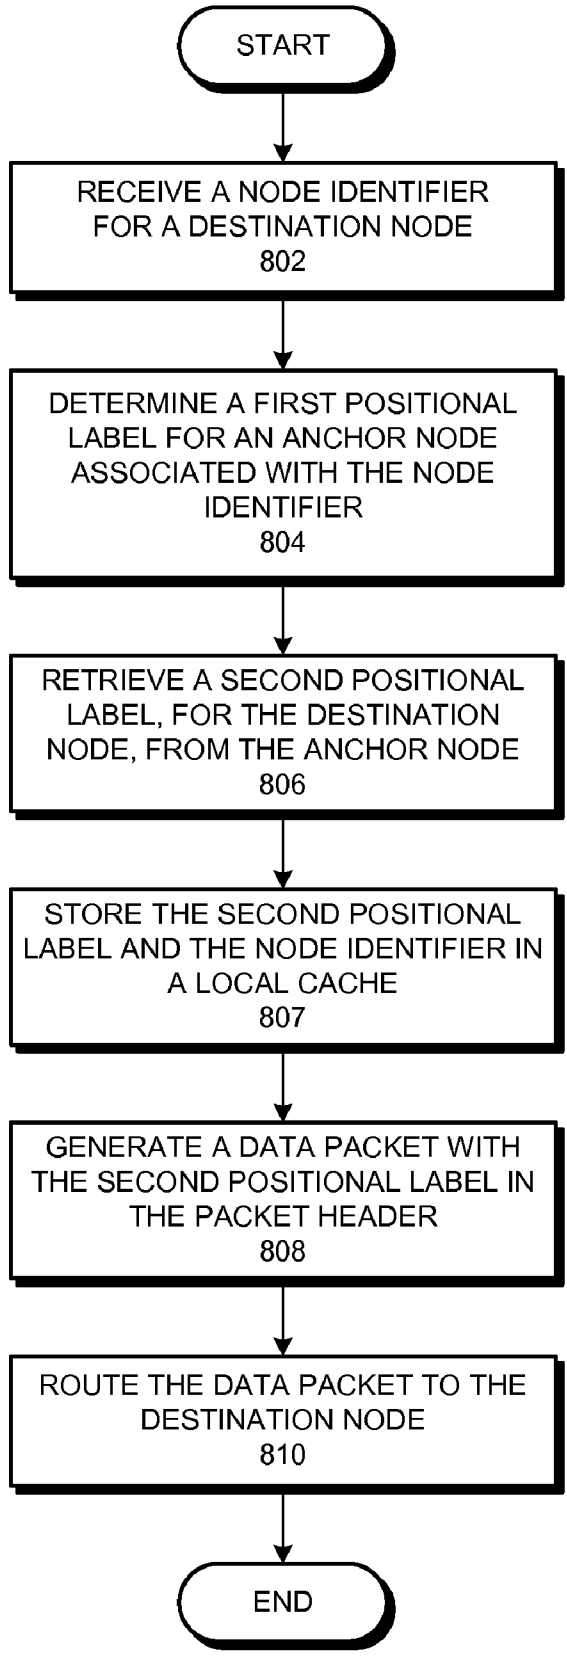 START
RECEIVE A NODE IDENTIFIER
FOR A DESTINATION NODE
802
DETERMINE A FIRST POSITIONAL
LABEL FOR AN ANCHOR NODE
ASSOCIATED WITH THE NODE
IDENTIFIER
804
RETRIEVE A SECOND POSITIONAL
LABEL, FOR THE DESTINATION
NODE, FROM THE ANCHOR NODE
806
STORE THE SECOND POSITIONAL
LABEL AND THE NODE IDENTIFIER IN
A LOCAL CACHE
807
GENERATE A DATA PACKET WITH
THE SECOND POSITIONAL LABEL IN
THE PACKET HEADER
808
ROUTE THE DATA PACKET TO THE
DESTINATION NODE
810
END